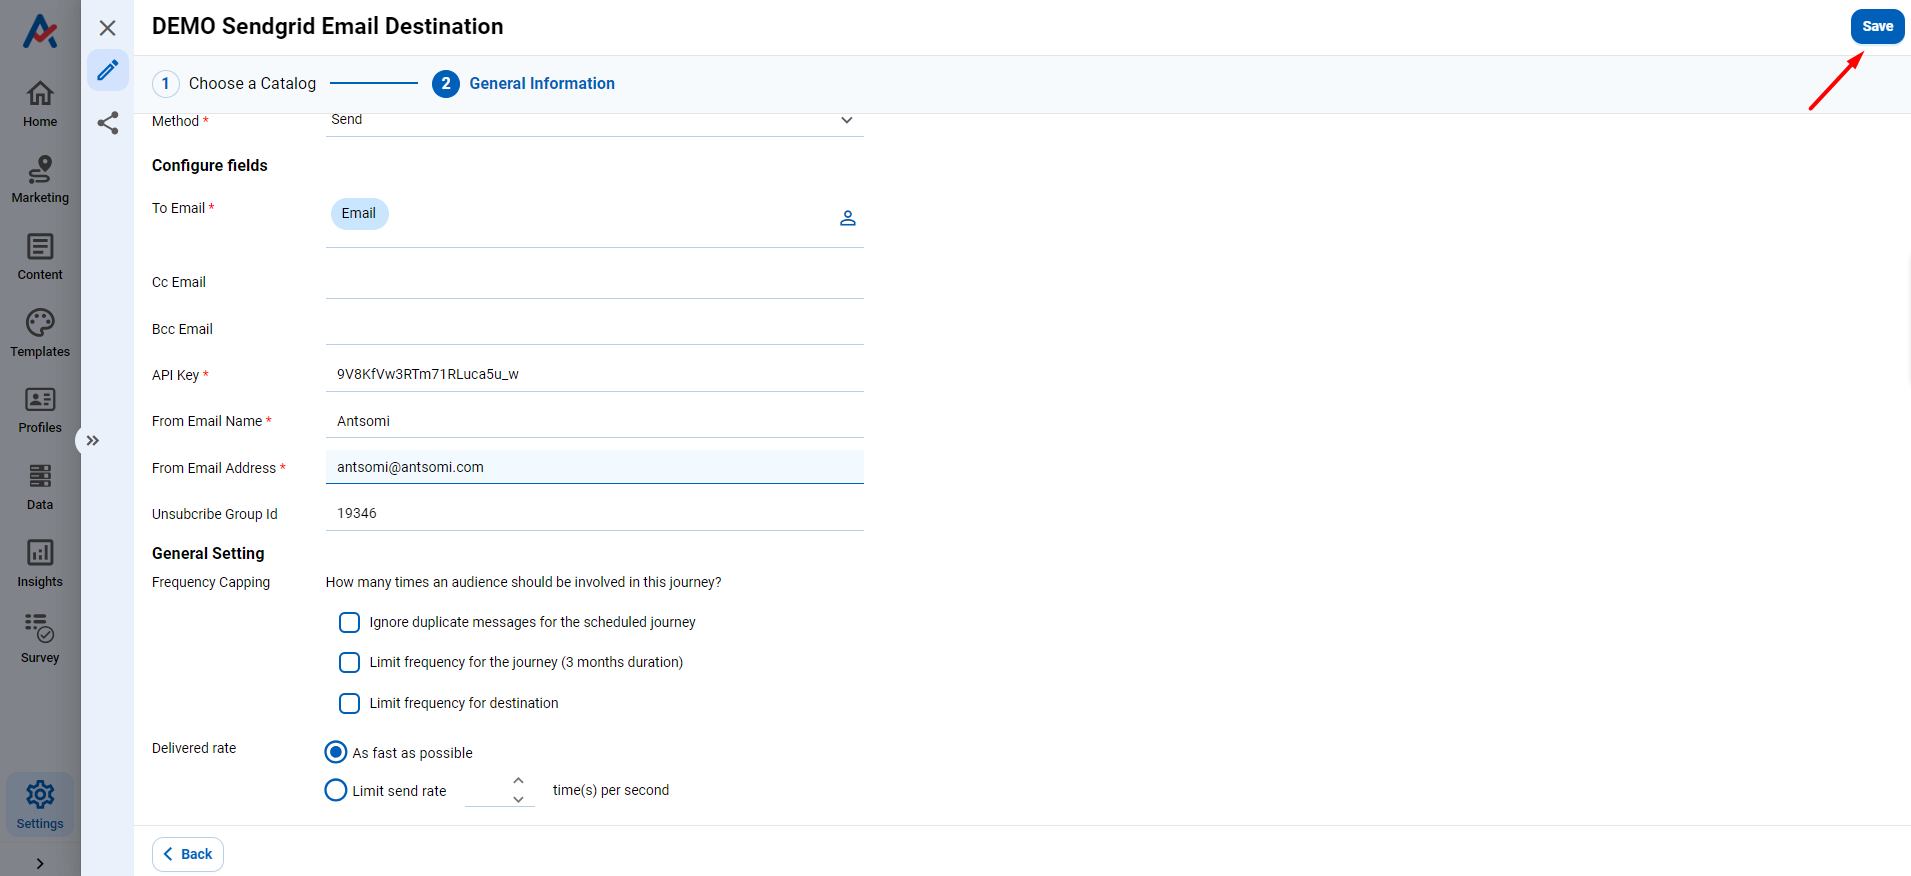 DEMO Sendgrid Email Destination
Save
1 Choose a Catalog
2 General Information
Home
Marketing
Content
Templates
Profiles
Data
Insights
Survey
Settings
Method * Send
Configure fields
To Email * Email
Cc Email
Bcc Email
API Key * 9V8KfVw3RTm71RLuca5u_w
From Email Name * Antsomi
From Email Address * antsomi@antsomi.com
Unsubcribe Group Id 19346
General Setting
Frequency Capping How many times an audience should be involved in this journey?
Ignore duplicate messages for the scheduled journey
Limit frequency for the journey (3 months duration)
Limit frequency for destination
Delivered rate As fast as possible
Limit send rate time(s) per second
Back